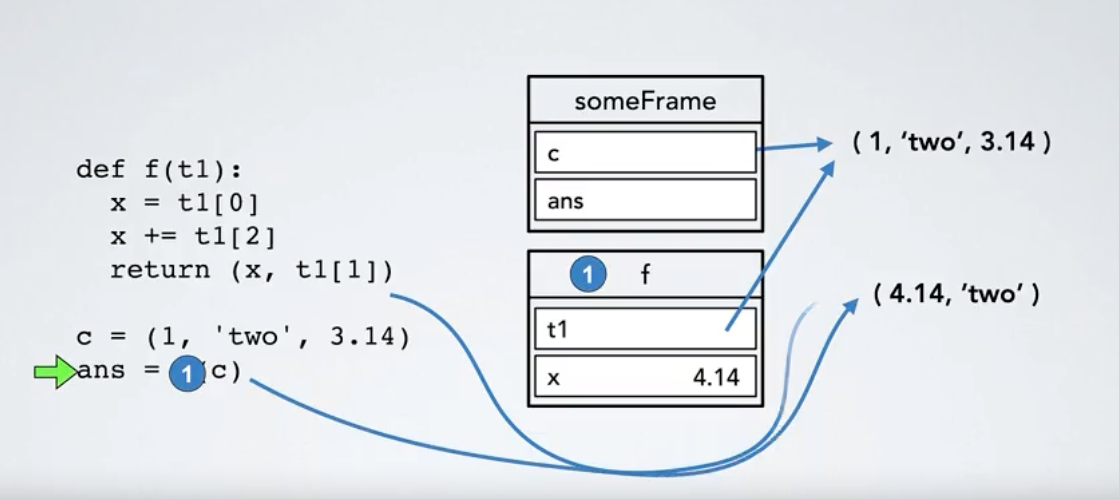 def f(t1):
x = t1[0]
x += t1[2]
return (x, t1[1])
c = (1, 'two', 3.14)
ans = 1(c)
someFrame
c
ans
1 f
t1
x 4.14
( 1, ‘two’, 3.14 )
( 4.14, ‘two’ )